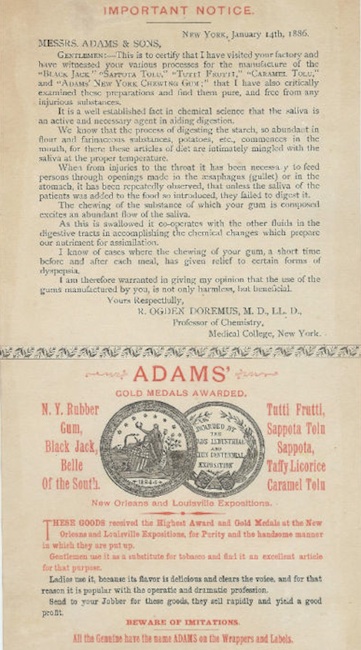 IMPORTANT NOTICE.
New York, January 14th, 1886.
MESSRS. ADAMS & SONS,
GENTLEMEN:—This is to certify that I have visited your factory and
have witnessed your various processes for the manufacture of the
"BLACK JACK," "SAPPOTA TOLU," "TUTTI FRUTTI," "CARAMEL TOLU,"
and "ADAMS' NEW YORK CHEWING GUM;" that I have also critically
examined these preparations and find them pure, and free from any
injurious substances.
It is a well established fact in chemical science that the saliva is
an active and necessary agent in aiding digestion.
We know that the process of digesting the starch, so abundant in
flour and farinaceous substances, potatoes, etc., commences in the
mouth, for there these articles of diet are intimately mingled with the
saliva at the proper temperature.
When from injuries to the throat it has been necessary to feed
persons through openings made in the œsophagus (gullet) or in
the stomach, it has been repeatedly observed, that unless the saliva of the
patients was added to the food so introduced, they failed to digest it.
The chewing of the substance of which your gum is composed
excites an abundant flow of the saliva.
As this is swallowed it co-operates with the other fluids in the
digestive tracts in accomplishing the chemical changes which prepare
our nutriment for assimilation.
I know of cases where the chewing of your gum, a short time
before and after each meal, has given relief to certain forms of
dyspepsia.
I am therefore warranted in giving my opinion that the use of the
gums manufactured by you, is not only harmless, but beneficial.
Yours Respectfully,
R. OGDEN DOREMUS, M. D., LL. D.,
Professor of Chemistry,
Medical College, New York.
ADAMS'
GOLD MEDALS AWARDED.
N. Y. Rubber
Gum,
Black Jack,
Belle
Of the South.
1884-5
AWARDED BY
THE
INDUSTRIAL
AND
CENTENNIAL
EXPOSITION
Tutti Frutti,
Sappota Tolu
Sappota,
Taffy Licorice
Caramel Tolu
New Orleans and Louisville Expositions.
THESE GOODS received the Highest Award and Gold Medals at the New
Orleans and Louisville Expositions, for Purity and the handsome manner
in which they are put up.
Gentlemen use it as a substitute for tobacco and find it an excellent article
for that purpose.
Ladies use it, because its flavor is delicious and clears the voice, and for that
reason it is popular with the operatic and dramatic profession.
Send to your Jobber for these goods, they sell rapidly and yield a good
profit.
BEWARE OF IMITATIONS.
All the Genuine have the name ADAMS on the Wrappers and Labels.